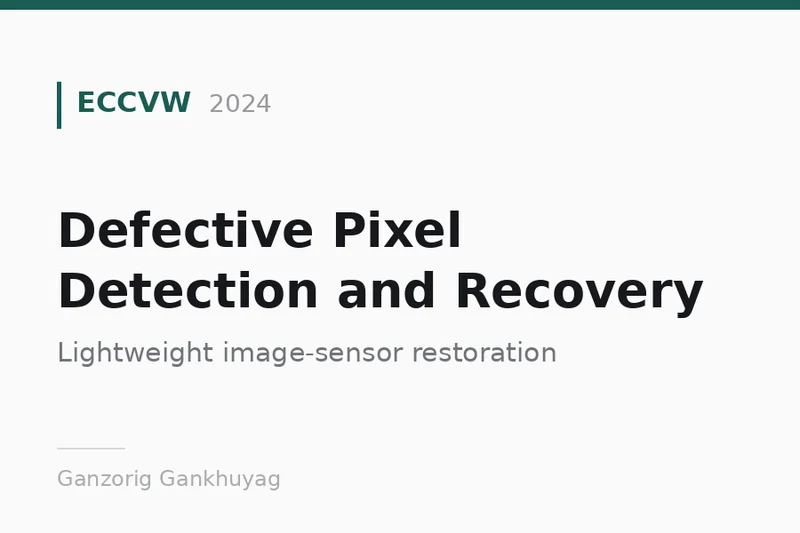 ECCVW 2024
Defective Pixel
Detection and Recovery
Lightweight image-sensor restoration
Ganzorig Gankhuyag